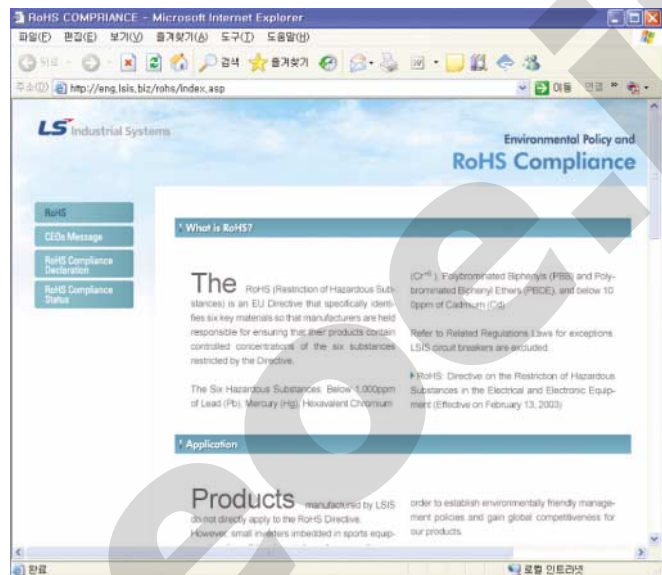 RoHS COMPRIANCE - Microsoft Internet Explorer
파일(F) 편집(E) 보기(V) 즐겨찾기(A) 도구(T) 도움말(H)
뒤로 검색 즐겨찾기
주소(D) http://eng.lsis.biz/rohs/index.asp 이동 연결 »
LS Industrial Systems
Environmental Policy and
RoHS Compliance
RoHS
CEOs Message
RoHS Compliance
Declaration
RoHS Compliance
Status
What is RoHS?
The RoHS (Restriction of Hazardous Sub-
stances) is an EU Directive that specifically identi-
fies six key materials so that manufacturers are held
responsible for ensuring that their products contain
controlled concentrations of the six substances
restricted by the Directive.
The Six Hazardous Substances: Below 1,000ppm
of Lead (Pb), Mercury (Hg), Hexavalent Chromium
(Cr+6 ), Polybrominated Biphenyls (PBB) and Poly-
brominated Biphenyl Ethers (PBDE), and below 10
0ppm of Cadmium (Cd)
Refer to Related Regulations Laws for exceptions.
LSIS circuit breakers are excluded.
RoHS: Directive on the Restriction of Hazardous
Substances in the Electrical and Electronic Equip-
ment (Effective on February 13, 2003)
Application
Products manufactured by LSIS
do not directly apply to the RoHS Directive.
However, small inverters imbedded in sports equip-
order to establish environmentally friendly manage-
ment policies and gain global competitiveness for
our products.
완료
로컬 인트라넷